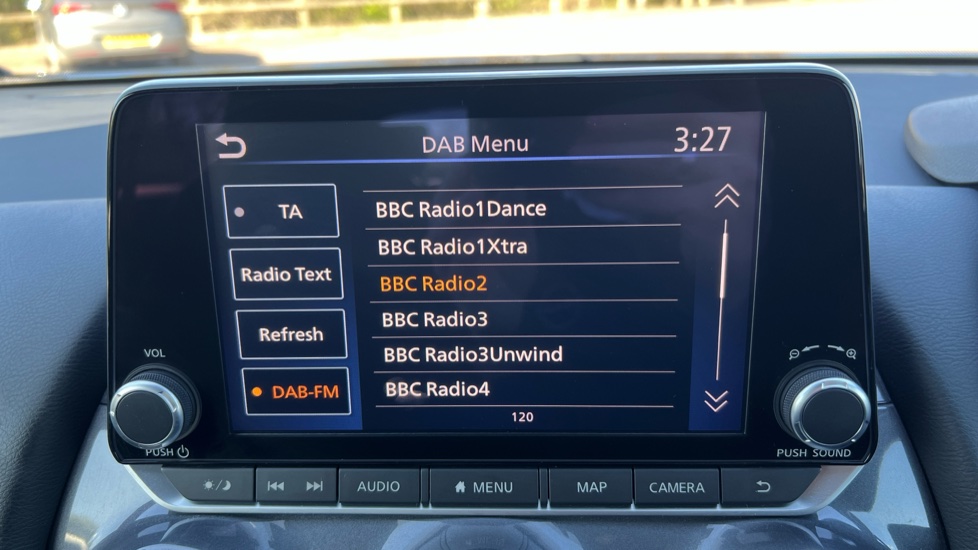 DAB Menu 3:27
TA
Radio Text
Refresh
DAB-FM
BBC Radio1Dance
BBC Radio1Xtra
BBC Radio2
BBC Radio3
BBC Radio3Unwind
BBC Radio4
120
VOL
PUSH
PUSH SOUND
AUDIO MENU MAP CAMERA